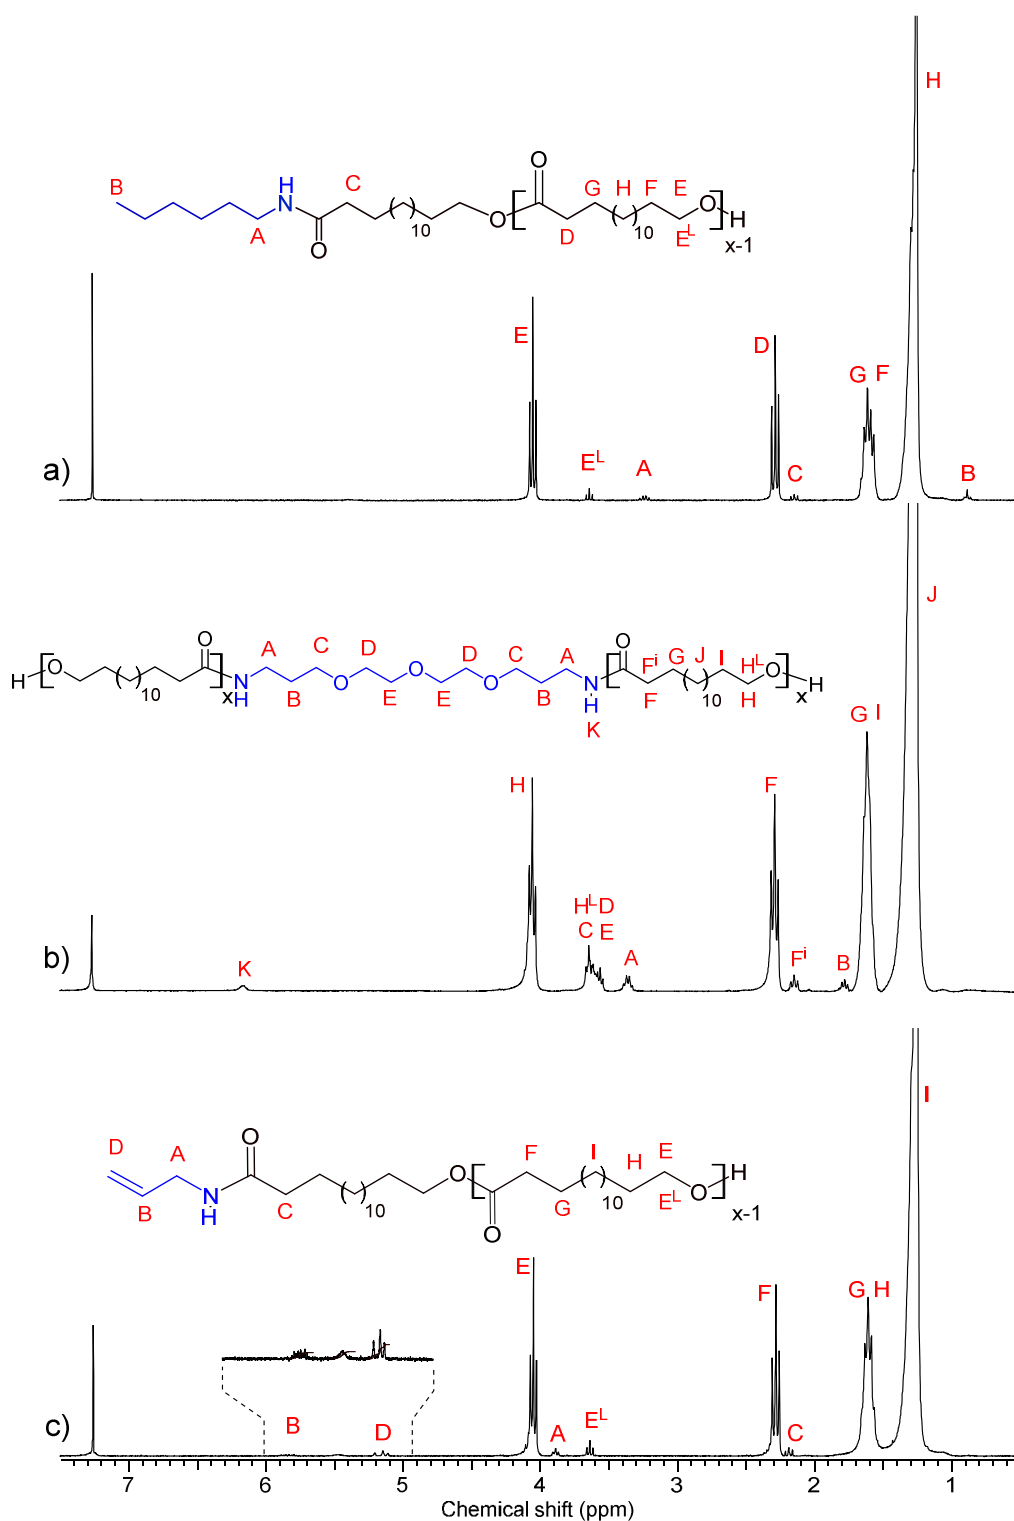 H
O
H
B
C
G H F E
N
O
O
H
A
O
10
D
10
E^L
x-1
E
D
G F
a)
E^L
A
C
B
J
A C D D C A
O
O
F^i G J I H^L
H
O
O
O
O
N
O
H
10
x
N
H
B
E
E
B
H
K
F
10
H
x
G I
H
F
H^L D
C E
b)
K
A
F^i
B
I
O
D
A
F I H E
O
H
N
H
B
C
10
G
10
E^L
O
x-1
O
E
F
G H
B
D
A
E^L
C
c)
7 6 5 4 3 2 1
Chemical shift (ppm)